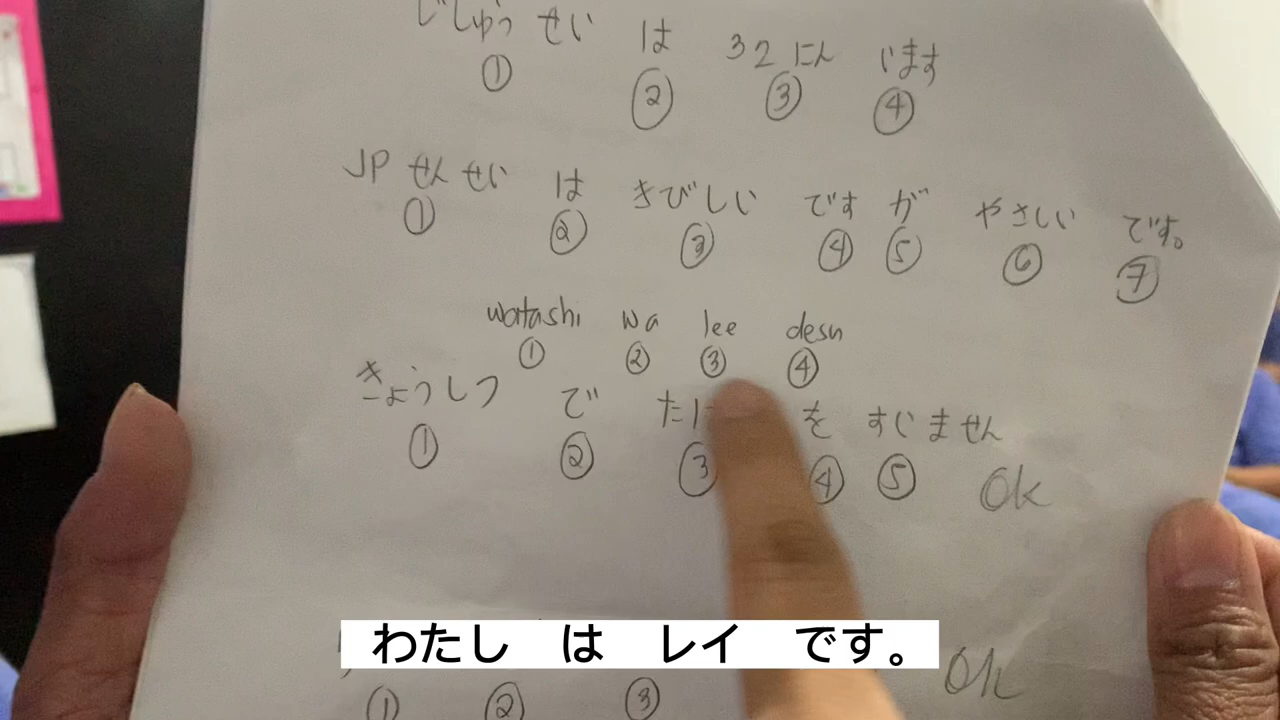 じしゅう せい は 32 にん います
① ② ③ ④
JP せんせい は きびしい です が やさしい です。
① ② ③ ④ ⑤ ⑥ ⑦
watashi wa lee desu
① ② ③ ④
きょうしつ で を すいません
① ② ③ ④ ⑤ Ok
わたし は レイ です。
Ok
① ② ③